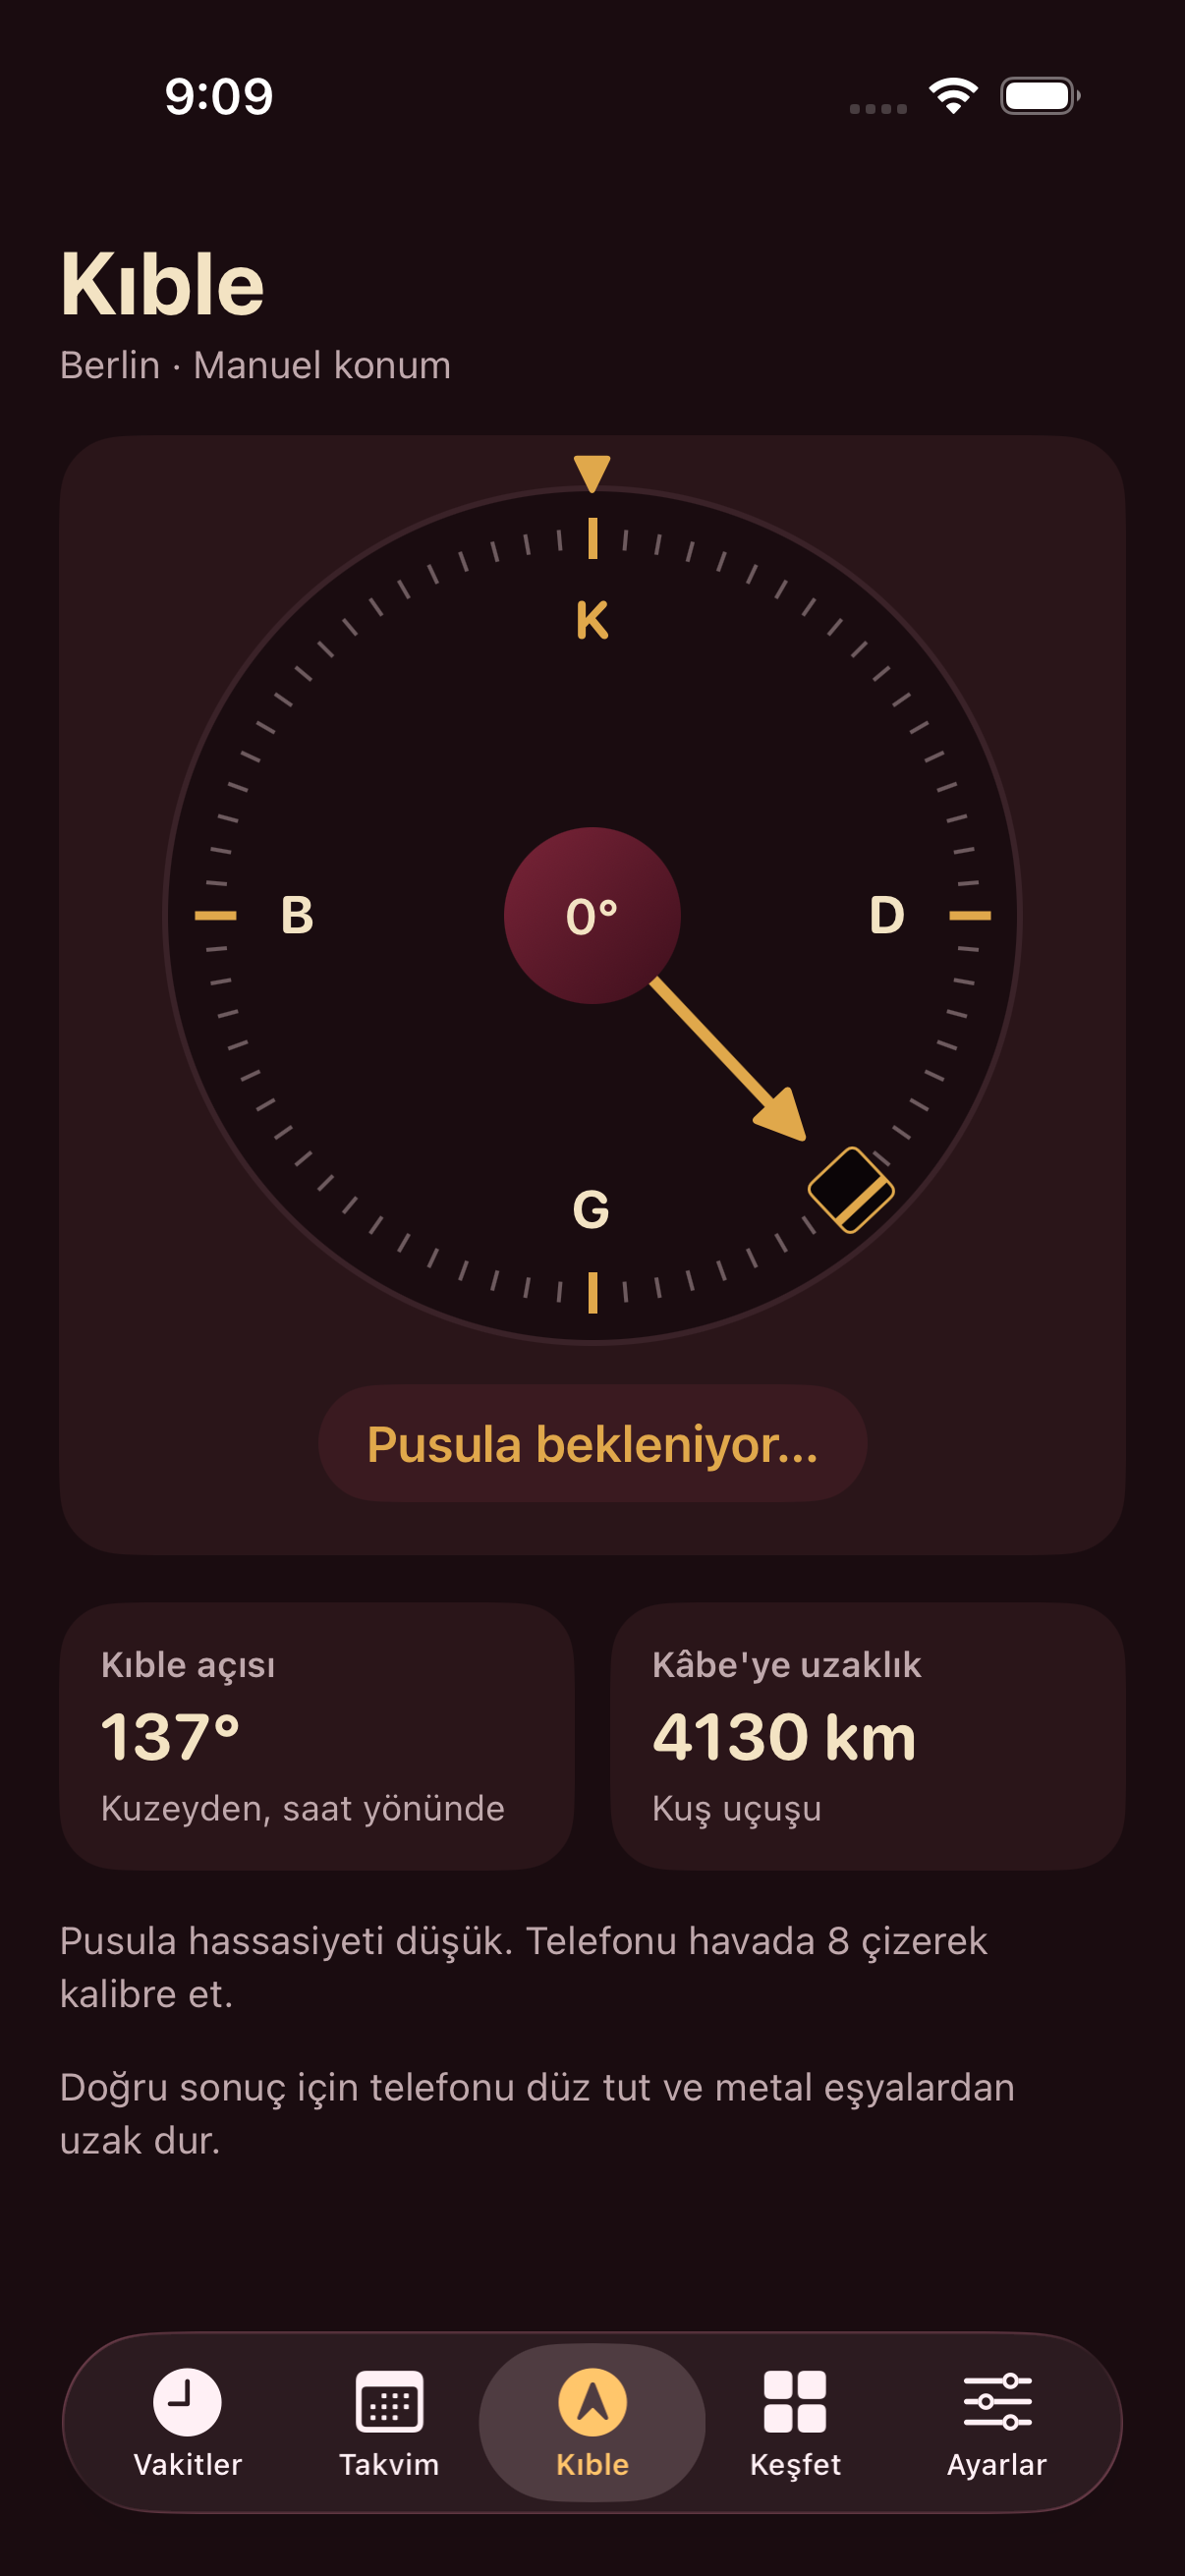 9:09
Kıble
Berlin · Manuel konum
K
B
0°
D
G
Pusula bekleniyor...
Kıble açısı
137°
Kuzeyden, saat yönünde
Kâbe'ye uzaklık
4130 km
Kuş uçuşu
Pusula hassasiyeti düşük. Telefonu havada 8 çizerek
kalibre et.
Doğru sonuç için telefonu düz tut ve metal eşyalardan
uzak dur.
Vakitler
Takvim
Kıble
Keşfet
Ayarlar